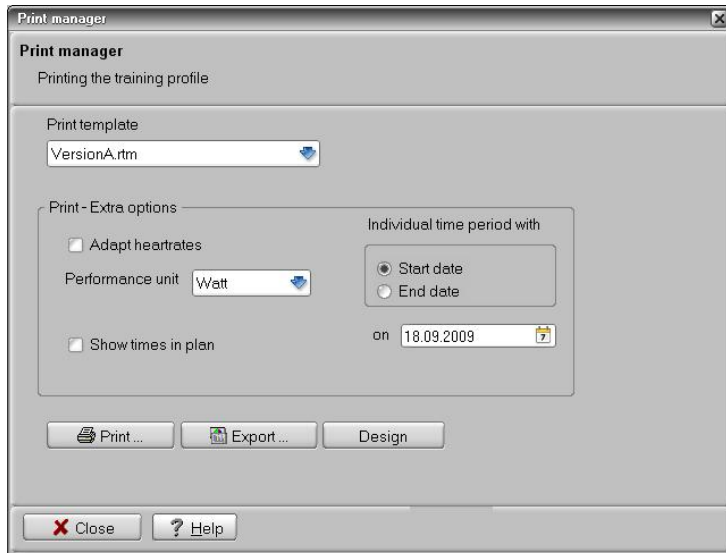 Print manager
Print manager
Printing the training profile
Print template
VersionA.rtm
Print - Extra options
Individual time period with
Adapt heartrates
Start date
Performance unit
Watt
End date
Show times in plan
on
18.09.2009
7
Print ...
Export ...
Design
Close
? Help